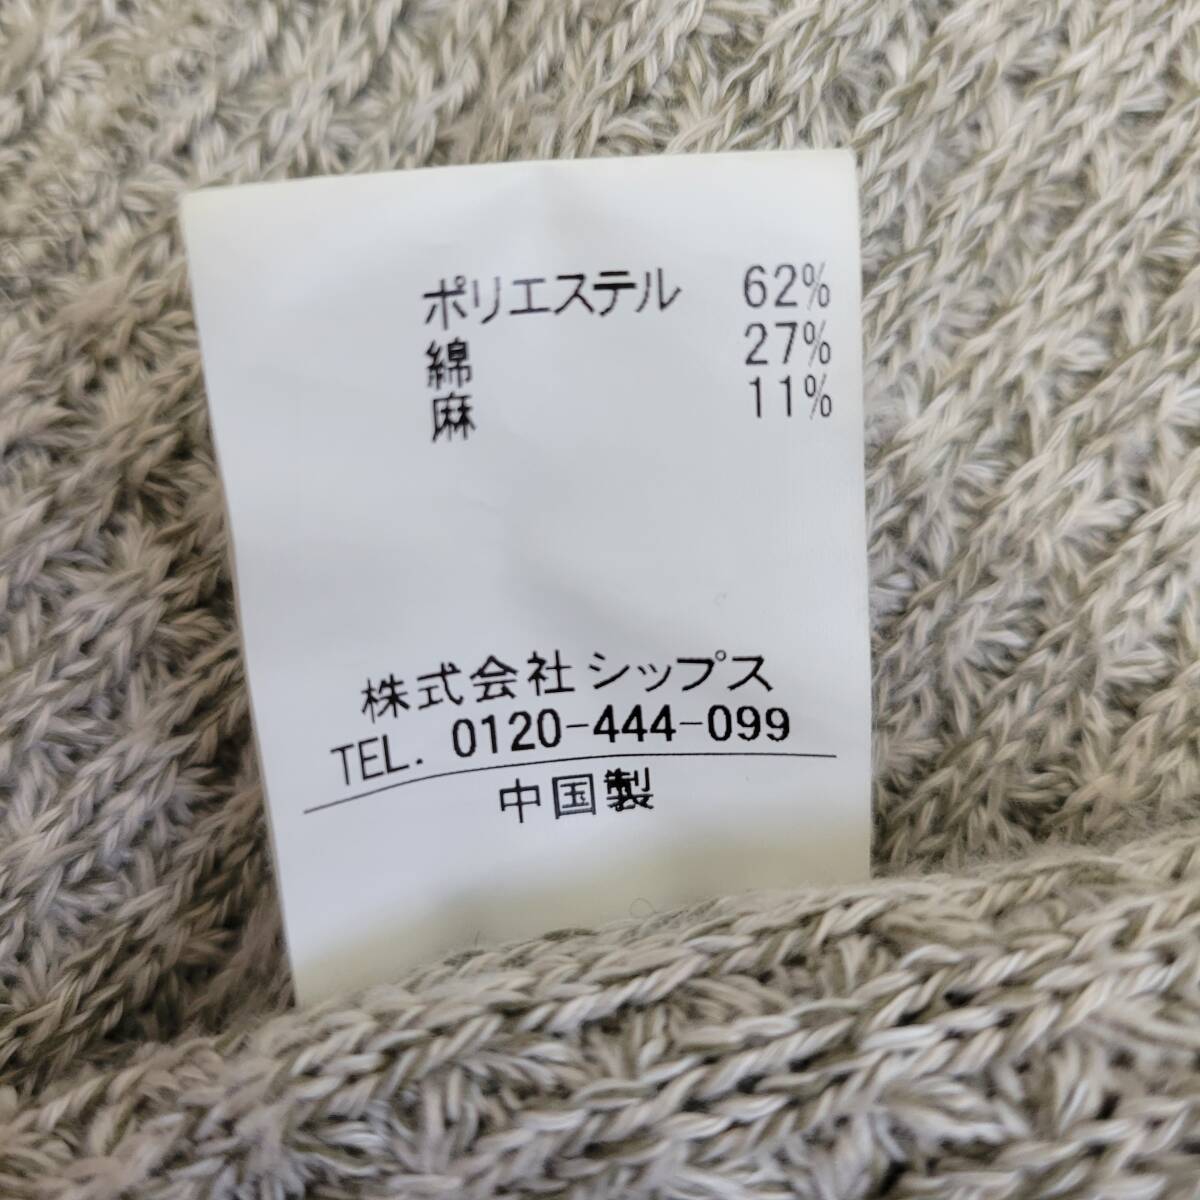 ポリエステル 62%
綿 27%
麻 11%
株式会社シップス
TEL. 0120-444-099
中国製